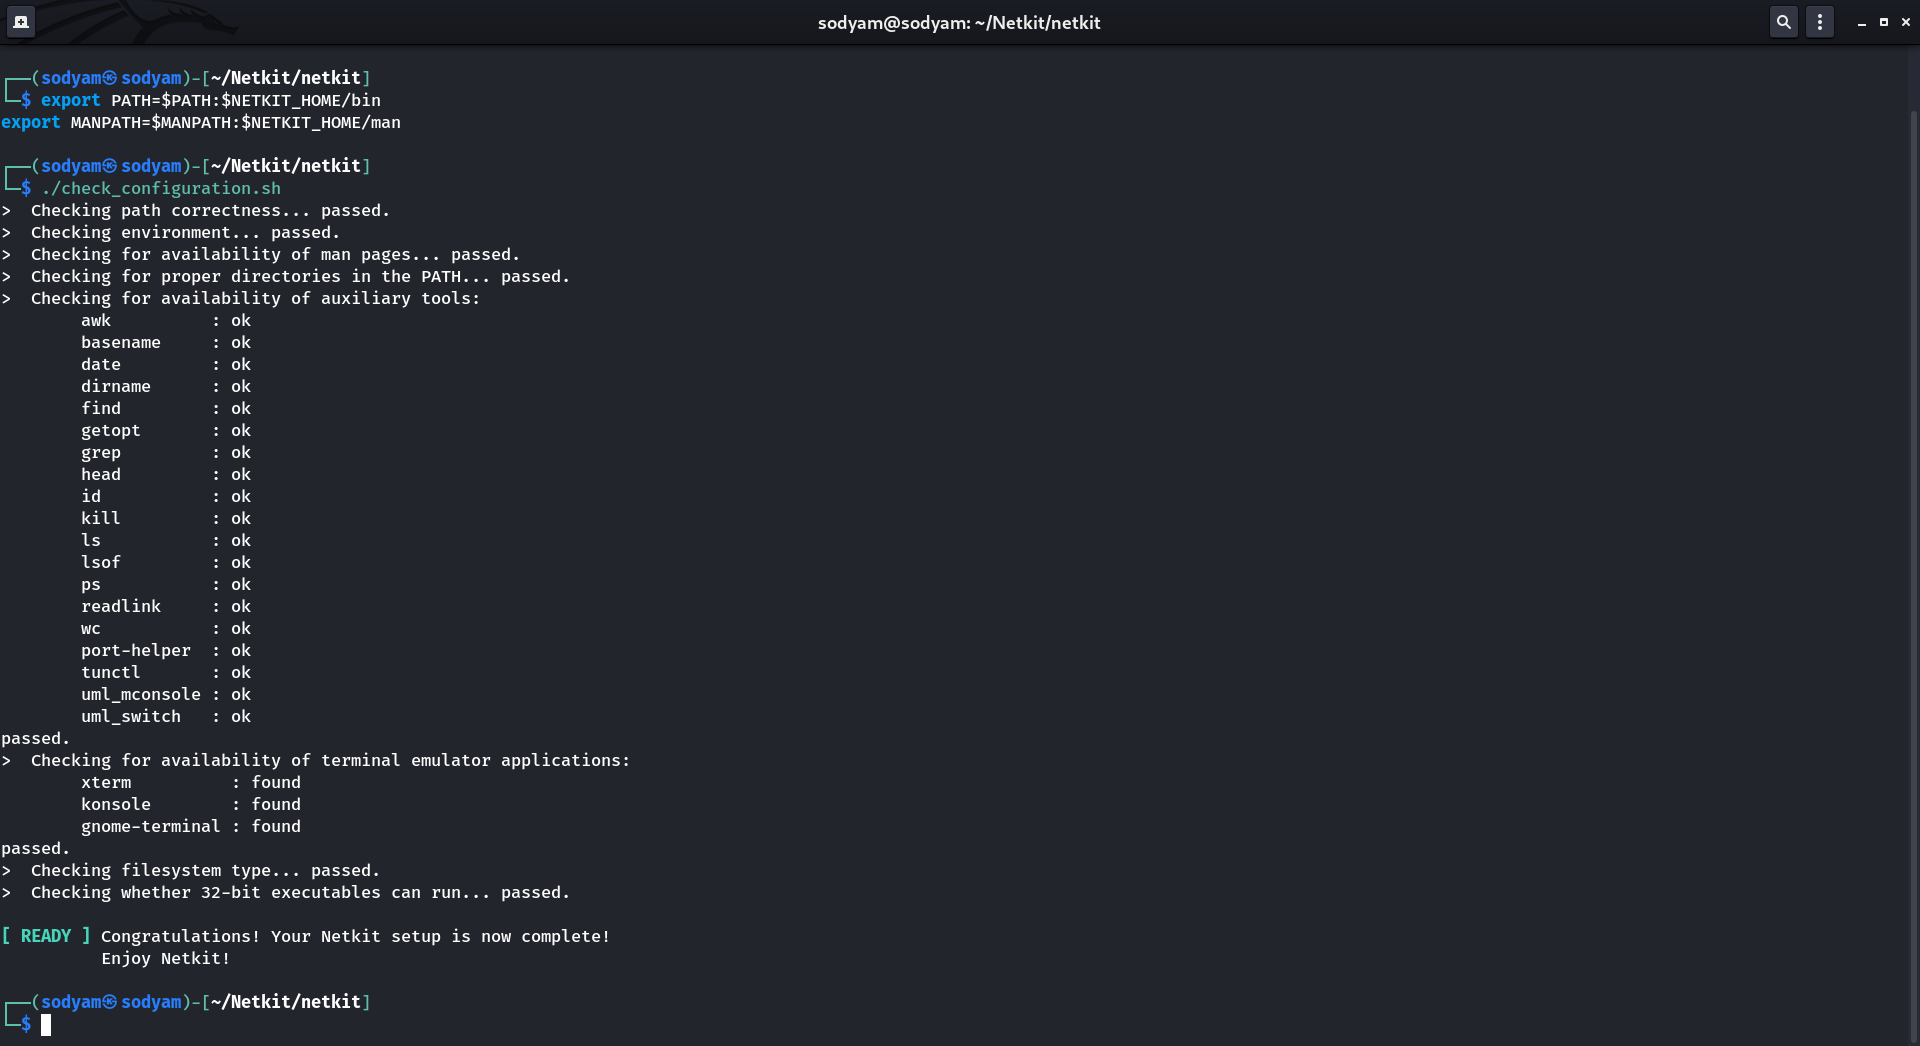 sodyam@sodyam: ~/Netkit/netkit
┌──(sodyam㉿sodyam)-[~/Netkit/netkit]
└─$ export PATH=$PATH:$NETKIT_HOME/bin
export MANPATH=$MANPATH:$NETKIT_HOME/man
┌──(sodyam㉿sodyam)-[~/Netkit/netkit]
└─$ ./check_configuration.sh
>  Checking path correctness... passed.
>  Checking environment... passed.
>  Checking for availability of man pages... passed.
>  Checking for proper directories in the PATH... passed.
>  Checking for availability of auxiliary tools:
        awk          : ok
        basename     : ok
        date         : ok
        dirname      : ok
        find         : ok
        getopt       : ok
        grep         : ok
        head         : ok
        id           : ok
        kill         : ok
        ls           : ok
        lsof         : ok
        ps           : ok
        readlink     : ok
        wc           : ok
        port-helper  : ok
        tunctl       : ok
        uml_mconsole : ok
        uml_switch   : ok
passed.
>  Checking for availability of terminal emulator applications:
        xterm          : found
        konsole        : found
        gnome-terminal : found
passed.
>  Checking filesystem type... passed.
>  Checking whether 32-bit executables can run... passed.
[ READY ] Congratulations! Your Netkit setup is now complete!
          Enjoy Netkit!
┌──(sodyam㉿sodyam)-[~/Netkit/netkit]
└─$